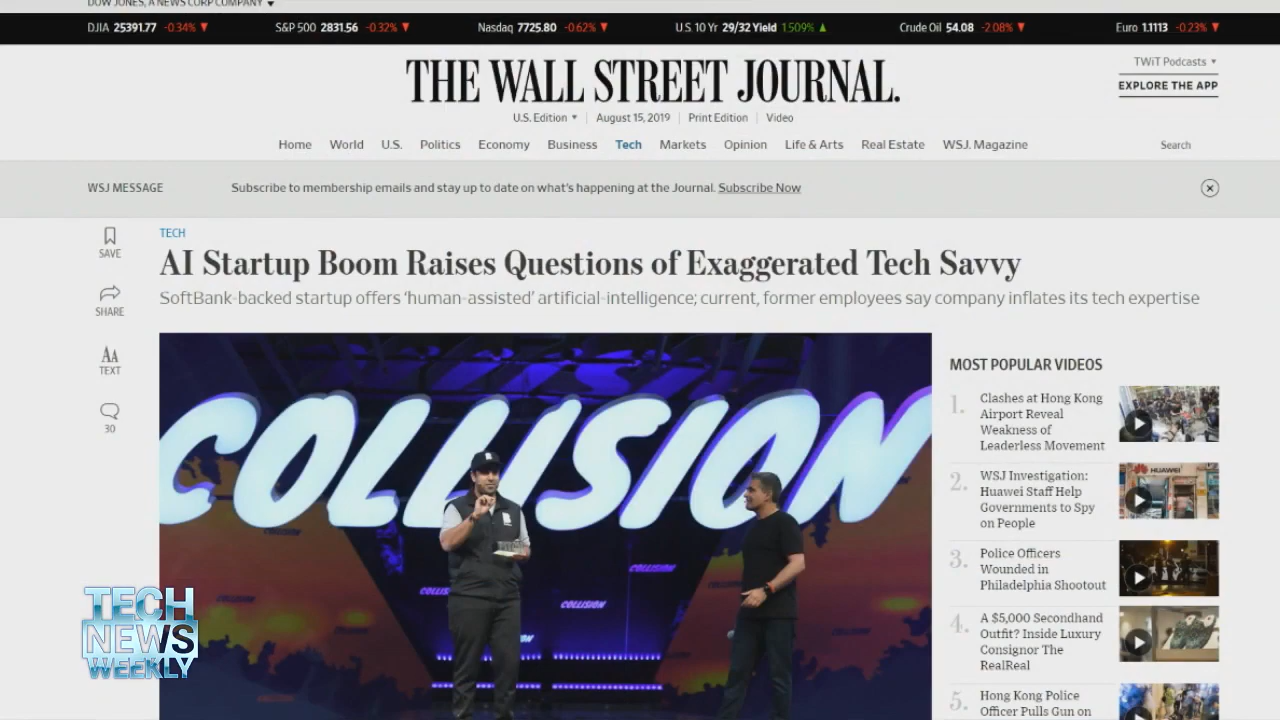 DOW JONES, A NEWS CORP COMPANY ▼
DJIA 25391.77 -0.34% ▼ S&P 500 2831.56 -0.32% ▼ Nasdaq 7725.80 -0.62% ▼ U.S. 10 Yr 29/32 Yield 1.509% ▲ Crude Oil 54.08 -2.08% ▼ Euro 1.1113 -0.23% ▼
THE WALL STREET JOURNAL.
TWiT Podcasts ▼
EXPLORE THE APP
U.S. Edition ▼ | August 15, 2019 | Print Edition | Video
Home World U.S. Politics Economy Business Tech Markets Opinion Life & Arts Real Estate WSJ. Magazine Search
WSJ MESSAGE Subscribe to membership emails and stay up to date on what's happening at the Journal. Subscribe Now
SAVE
SHARE
AA
TEXT
30
TECH
AI Startup Boom Raises Questions of Exaggerated Tech Savvy
SoftBank-backed startup offers 'human-assisted' artificial-intelligence; current, former employees say company inflates its tech expertise
COLLISION
COLLISION
COLLISION
COLLISION
MOST POPULAR VIDEOS
1. Clashes at Hong Kong
Airport Reveal
Weakness of
Leaderless Movement
HUAWEI
2. WSJ Investigation:
Huawei Staff Help
Governments to Spy
on People
3. Police Officers
Wounded in
Philadelphia Shootout
4. A $5,000 Secondhand
Outfit? Inside Luxury
Consignor The
RealReal
5. Hong Kong Police
Officer Pulls Gun on
TECH
NEWS
WEEKLY